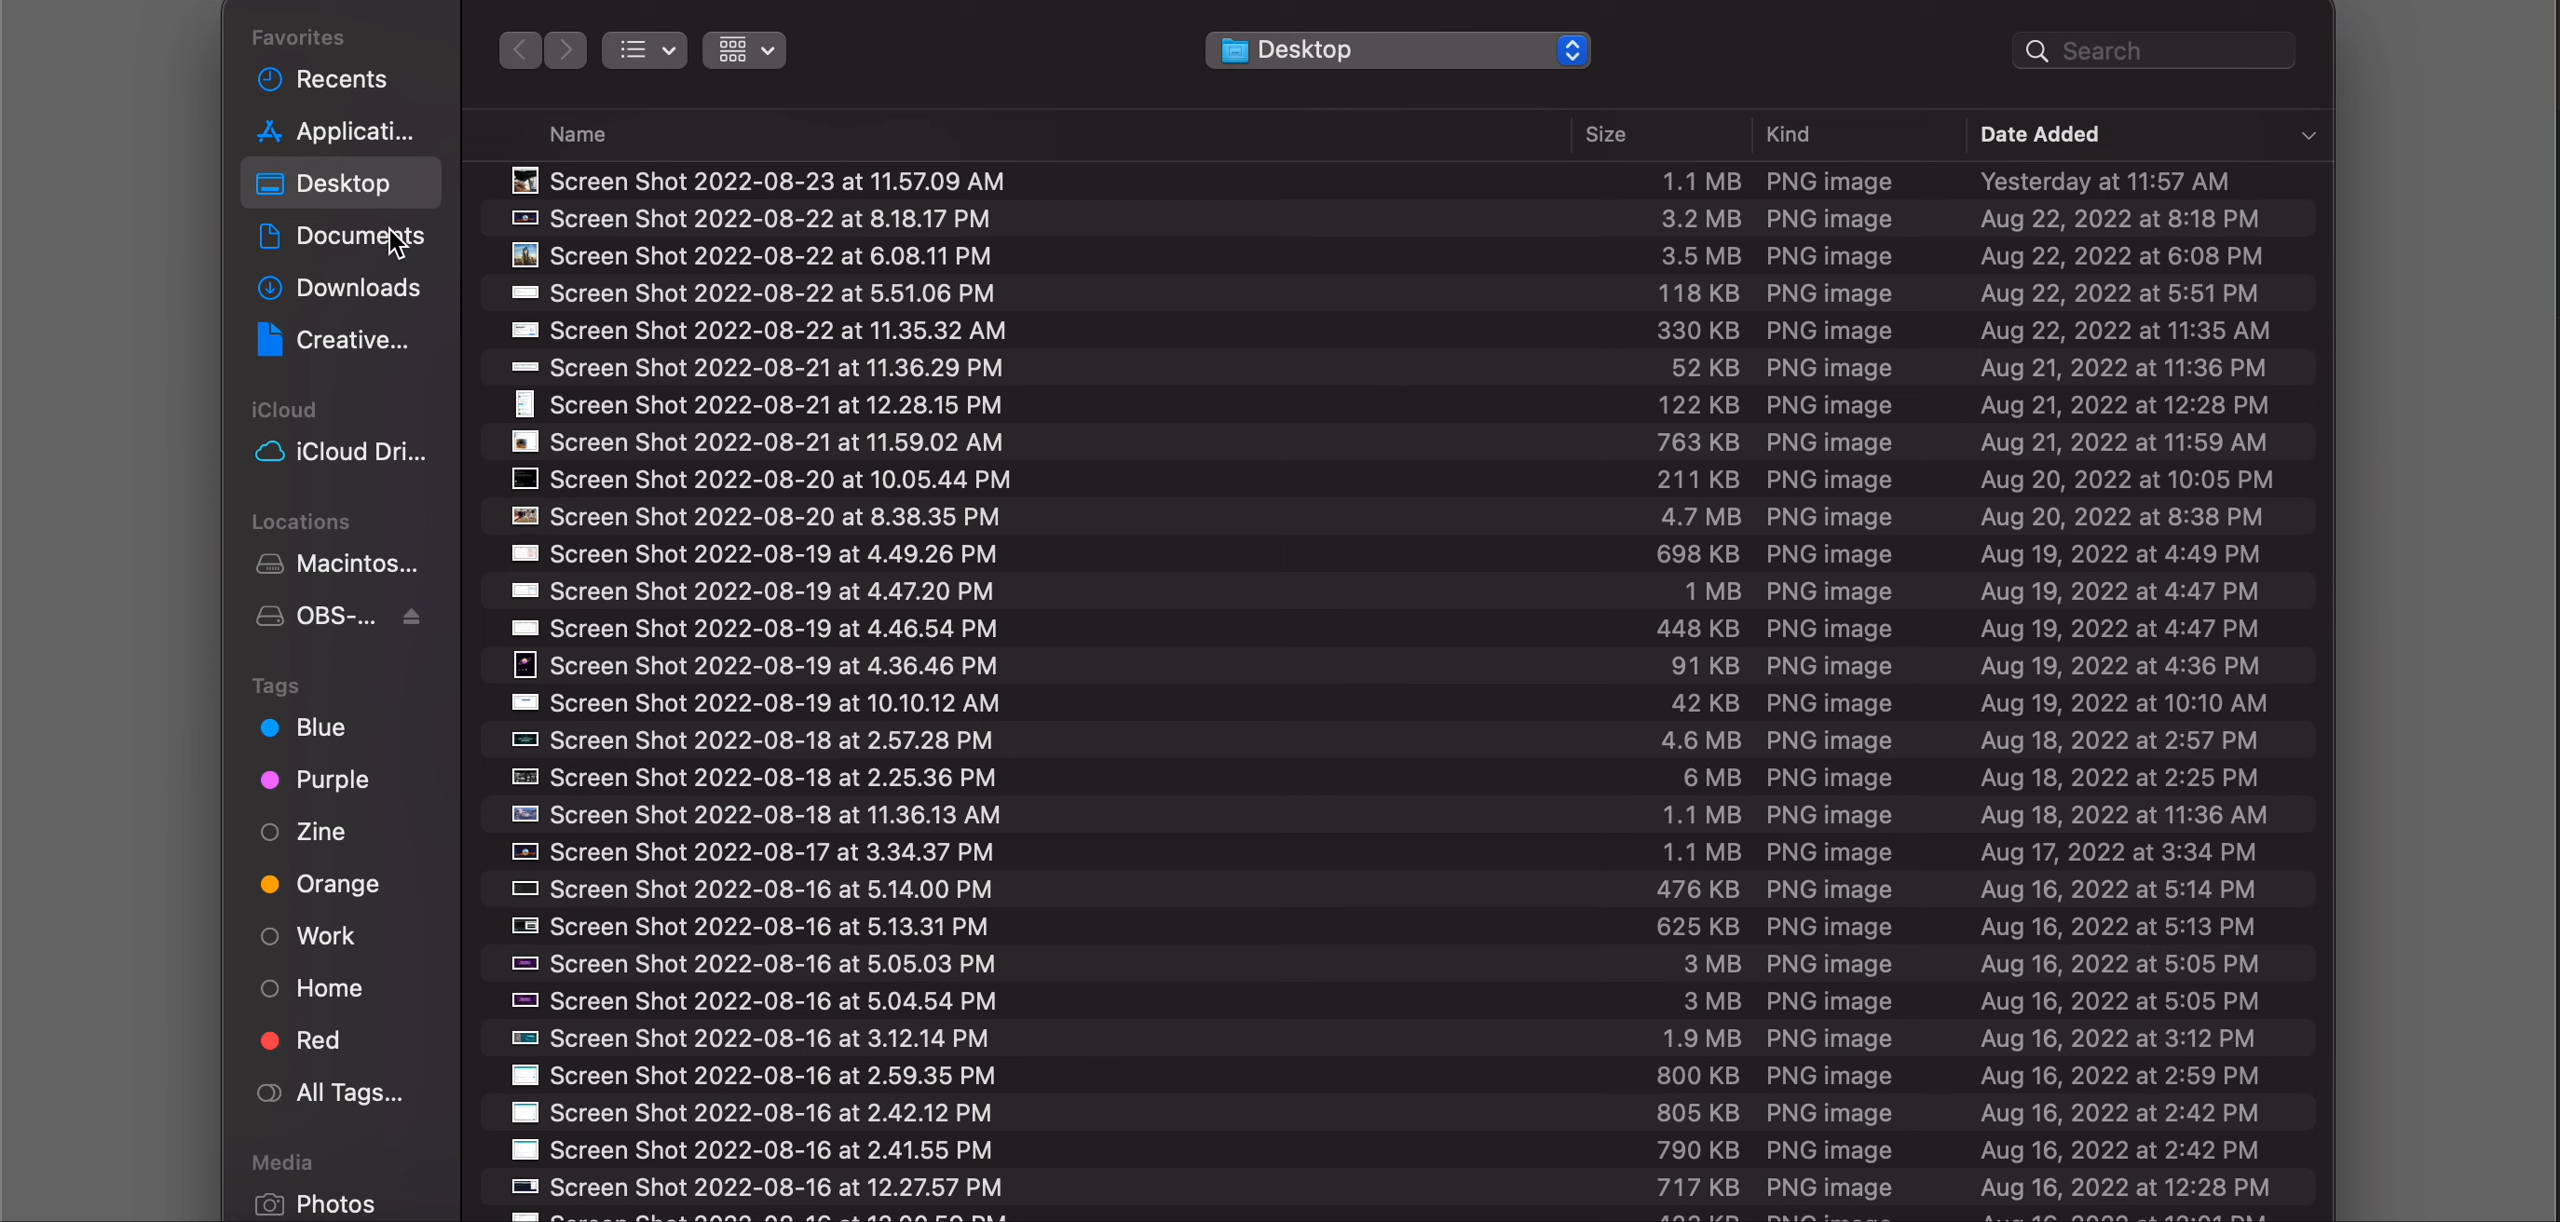 Favorites
Recents
Applicati...
Desktop
Documents
Downloads
Creative...
iCloud
iCloud Dri...
Locations
Macintos...
OBS-...
Tags
Blue
Purple
Zine
Orange
Work
Home
Red
All Tags...
Media
Photos
Desktop
Search
Name Size Kind Date Added
Screen Shot 2022-08-23 at 11.57.09 AM 1.1 MB PNG image Yesterday at 11:57 AM
Screen Shot 2022-08-22 at 8.18.17 PM 3.2 MB PNG image Aug 22, 2022 at 8:18 PM
Screen Shot 2022-08-22 at 6.08.11 PM 3.5 MB PNG image Aug 22, 2022 at 6:08 PM
Screen Shot 2022-08-22 at 5.51.06 PM 118 KB PNG image Aug 22, 2022 at 5:51 PM
Screen Shot 2022-08-22 at 11.35.32 AM 330 KB PNG image Aug 22, 2022 at 11:35 AM
Screen Shot 2022-08-21 at 11.36.29 PM 52 KB PNG image Aug 21, 2022 at 11:36 PM
Screen Shot 2022-08-21 at 12.28.15 PM 122 KB PNG image Aug 21, 2022 at 12:28 PM
Screen Shot 2022-08-21 at 11.59.02 AM 763 KB PNG image Aug 21, 2022 at 11:59 AM
Screen Shot 2022-08-20 at 10.05.44 PM 211 KB PNG image Aug 20, 2022 at 10:05 PM
Screen Shot 2022-08-20 at 8.38.35 PM 4.7 MB PNG image Aug 20, 2022 at 8:38 PM
Screen Shot 2022-08-19 at 4.49.26 PM 698 KB PNG image Aug 19, 2022 at 4:49 PM
Screen Shot 2022-08-19 at 4.47.20 PM 1 MB PNG image Aug 19, 2022 at 4:47 PM
Screen Shot 2022-08-19 at 4.46.54 PM 448 KB PNG image Aug 19, 2022 at 4:47 PM
Screen Shot 2022-08-19 at 4.36.46 PM 91 KB PNG image Aug 19, 2022 at 4:36 PM
Screen Shot 2022-08-19 at 10.10.12 AM 42 KB PNG image Aug 19, 2022 at 10:10 AM
Screen Shot 2022-08-18 at 2.57.28 PM 4.6 MB PNG image Aug 18, 2022 at 2:57 PM
Screen Shot 2022-08-18 at 2.25.36 PM 6 MB PNG image Aug 18, 2022 at 2:25 PM
Screen Shot 2022-08-18 at 11.36.13 AM 1.1 MB PNG image Aug 18, 2022 at 11:36 AM
Screen Shot 2022-08-17 at 3.34.37 PM 1.1 MB PNG image Aug 17, 2022 at 3:34 PM
Screen Shot 2022-08-16 at 5.14.00 PM 476 KB PNG image Aug 16, 2022 at 5:14 PM
Screen Shot 2022-08-16 at 5.13.31 PM 625 KB PNG image Aug 16, 2022 at 5:13 PM
Screen Shot 2022-08-16 at 5.05.03 PM 3 MB PNG image Aug 16, 2022 at 5:05 PM
Screen Shot 2022-08-16 at 5.04.54 PM 3 MB PNG image Aug 16, 2022 at 5:05 PM
Screen Shot 2022-08-16 at 3.12.14 PM 1.9 MB PNG image Aug 16, 2022 at 3:12 PM
Screen Shot 2022-08-16 at 2.59.35 PM 800 KB PNG image Aug 16, 2022 at 2:59 PM
Screen Shot 2022-08-16 at 2.42.12 PM 805 KB PNG image Aug 16, 2022 at 2:42 PM
Screen Shot 2022-08-16 at 2.41.55 PM 790 KB PNG image Aug 16, 2022 at 2:42 PM
Screen Shot 2022-08-16 at 12.27.57 PM 717 KB PNG image Aug 16, 2022 at 12:28 PM